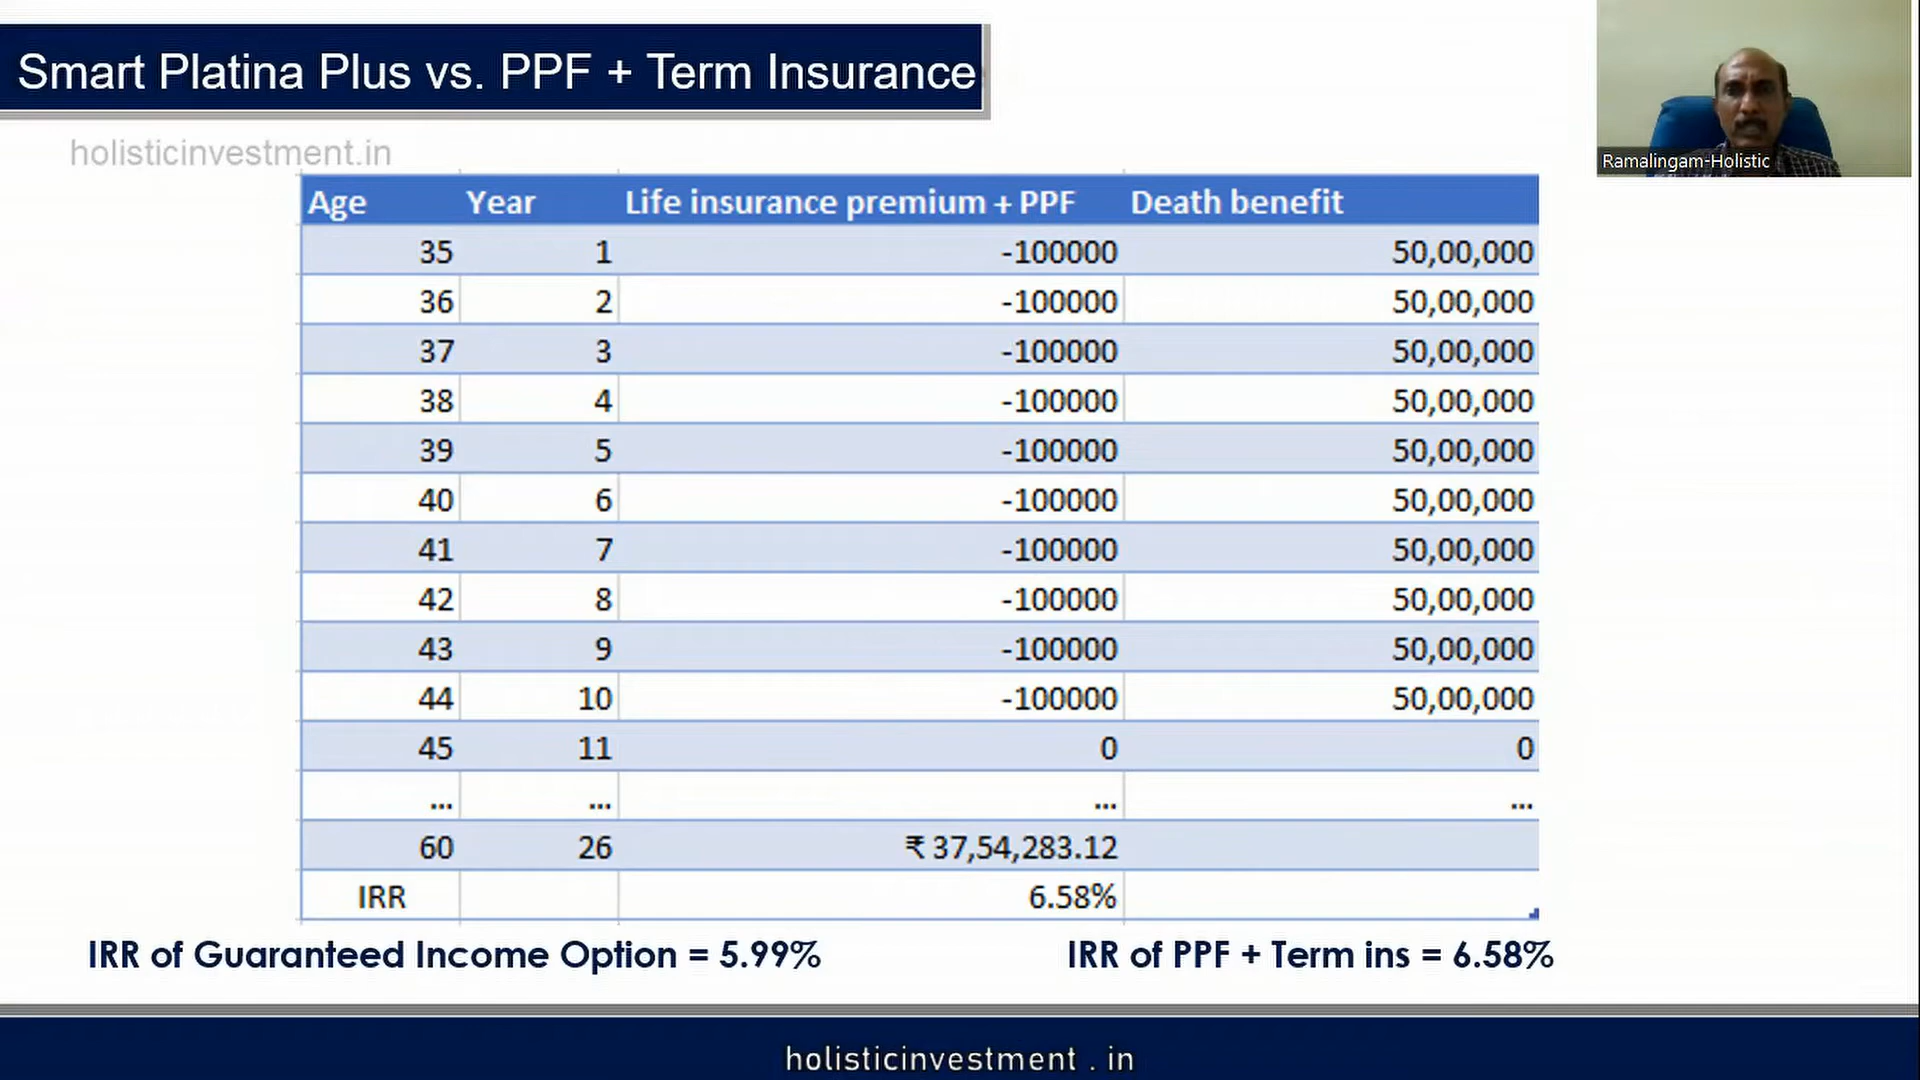 Smart Platina Plus vs. PPF + Term Insurance
Ramalingam-Holistic
holisticinvestment.in
Age Year Life insurance premium + PPF Death benefit
35 1 -100000 50,00,000
36 2 -100000 50,00,000
37 3 -100000 50,00,000
38 4 -100000 50,00,000
39 5 -100000 50,00,000
40 6 -100000 50,00,000
41 7 -100000 50,00,000
42 8 -100000 50,00,000
43 9 -100000 50,00,000
44 10 -100000 50,00,000
45 11 0 0
... ... ... ...
60 26 ₹ 37,54,283.12
IRR 6.58%
IRR of Guaranteed Income Option = 5.99% IRR of PPF + Term ins = 6.58%
holisticinvestment . in